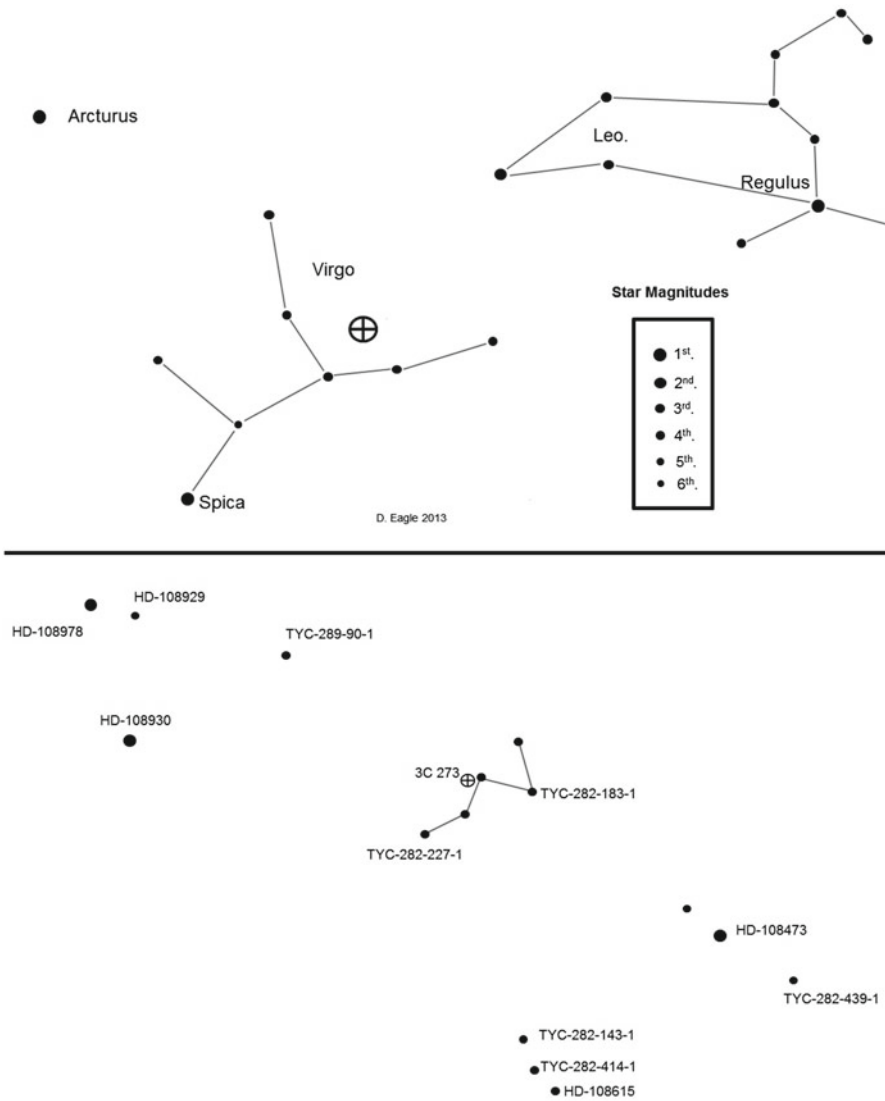 Arcturus
Leo.
Regulus
Virgo
Star Magnitudes
1st.
2nd.
3rd.
4th.
5th.
6th.
Spica
D. Eagle 2013
HD-108929
HD-108978
TYC-289-90-1
HD-108930
3C 273
TYC-282-183-1
TYC-282-227-1
HD-108473
TYC-282-439-1
TYC-282-143-1
TYC-282-414-1
HD-108615